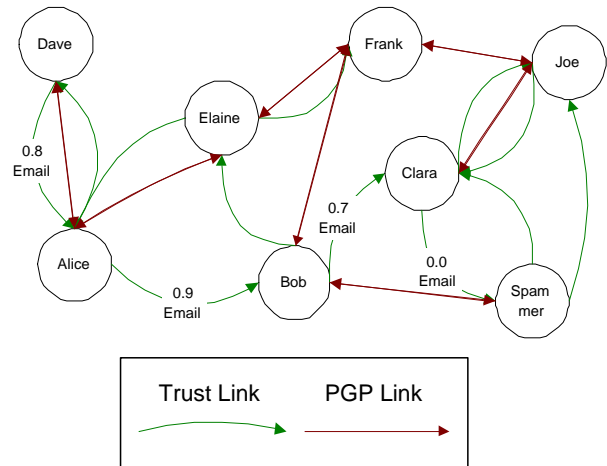 Dave
Frank
Joe
Elaine
0.8
Email
Clara
0.7
Email
Alice
0.9
Email
Bob
0.0
Email
Spam
mer
Trust Link
PGP Link